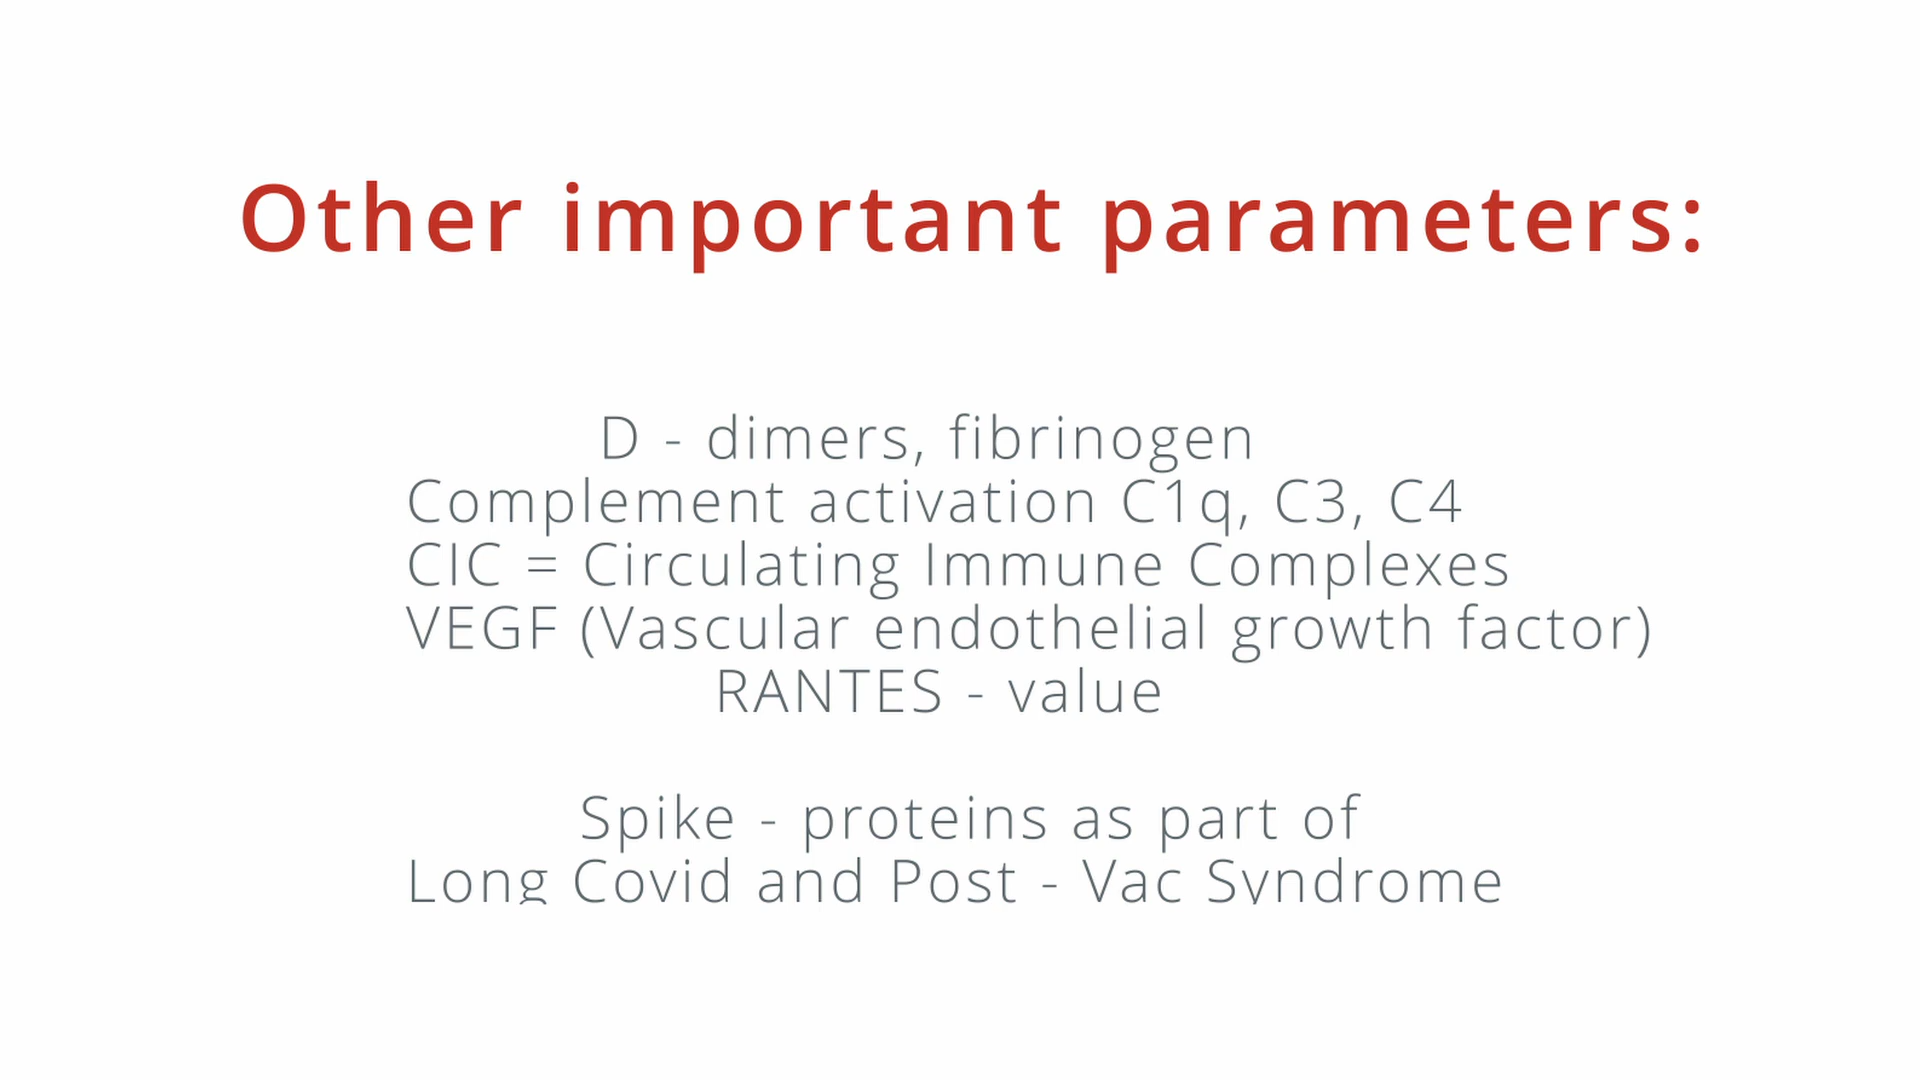 Other important parameters:
D - dimers, fibrinogen
Complement activation C1q, C3, C4
CIC = Circulating Immune Complexes
VEGF (Vascular endothelial growth factor)
RANTES - value
Spike - proteins as part of
Long Covid and Post - Vac Syndrome